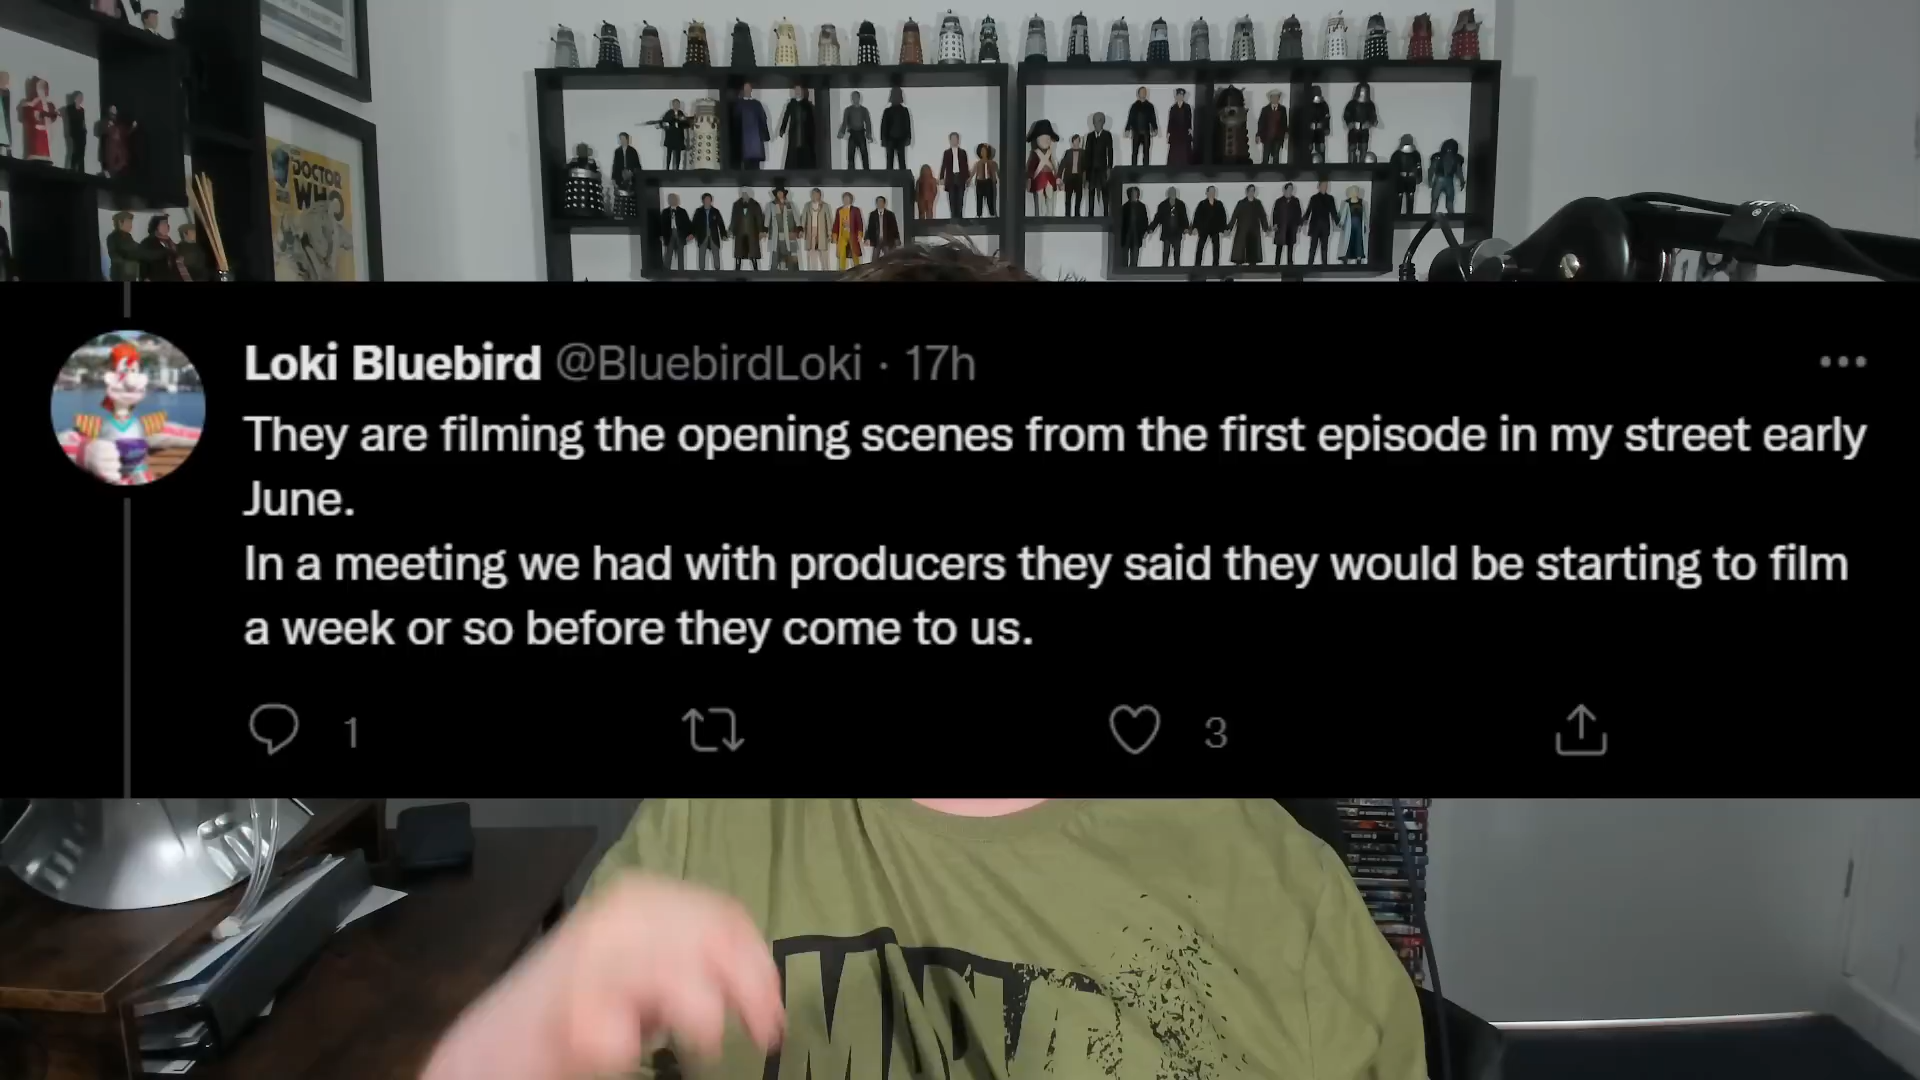 DOCTOR
WHO
Loki Bluebird @BluebirdLoki · 17h
They are filming the opening scenes from the first episode in my street early
June.
In a meeting we had with producers they said they would be starting to film
a week or so before they come to us.
1 3